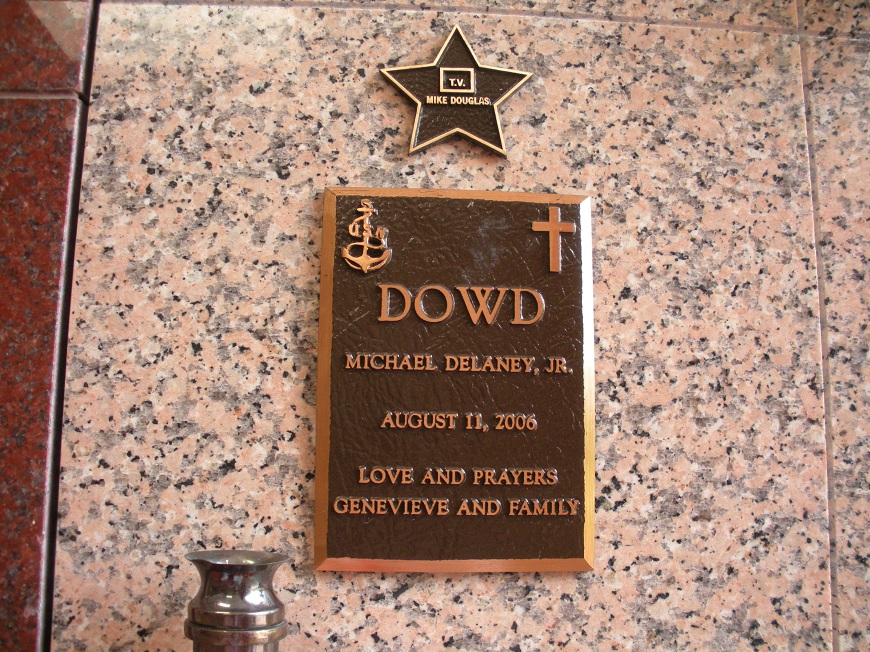 T.V.
MIKE DOUGLAS
DOWD
MICHAEL DELANEY, JR.
AUGUST 11, 2006
LOVE AND PRAYERS
GENEVIEVE AND FAMILY